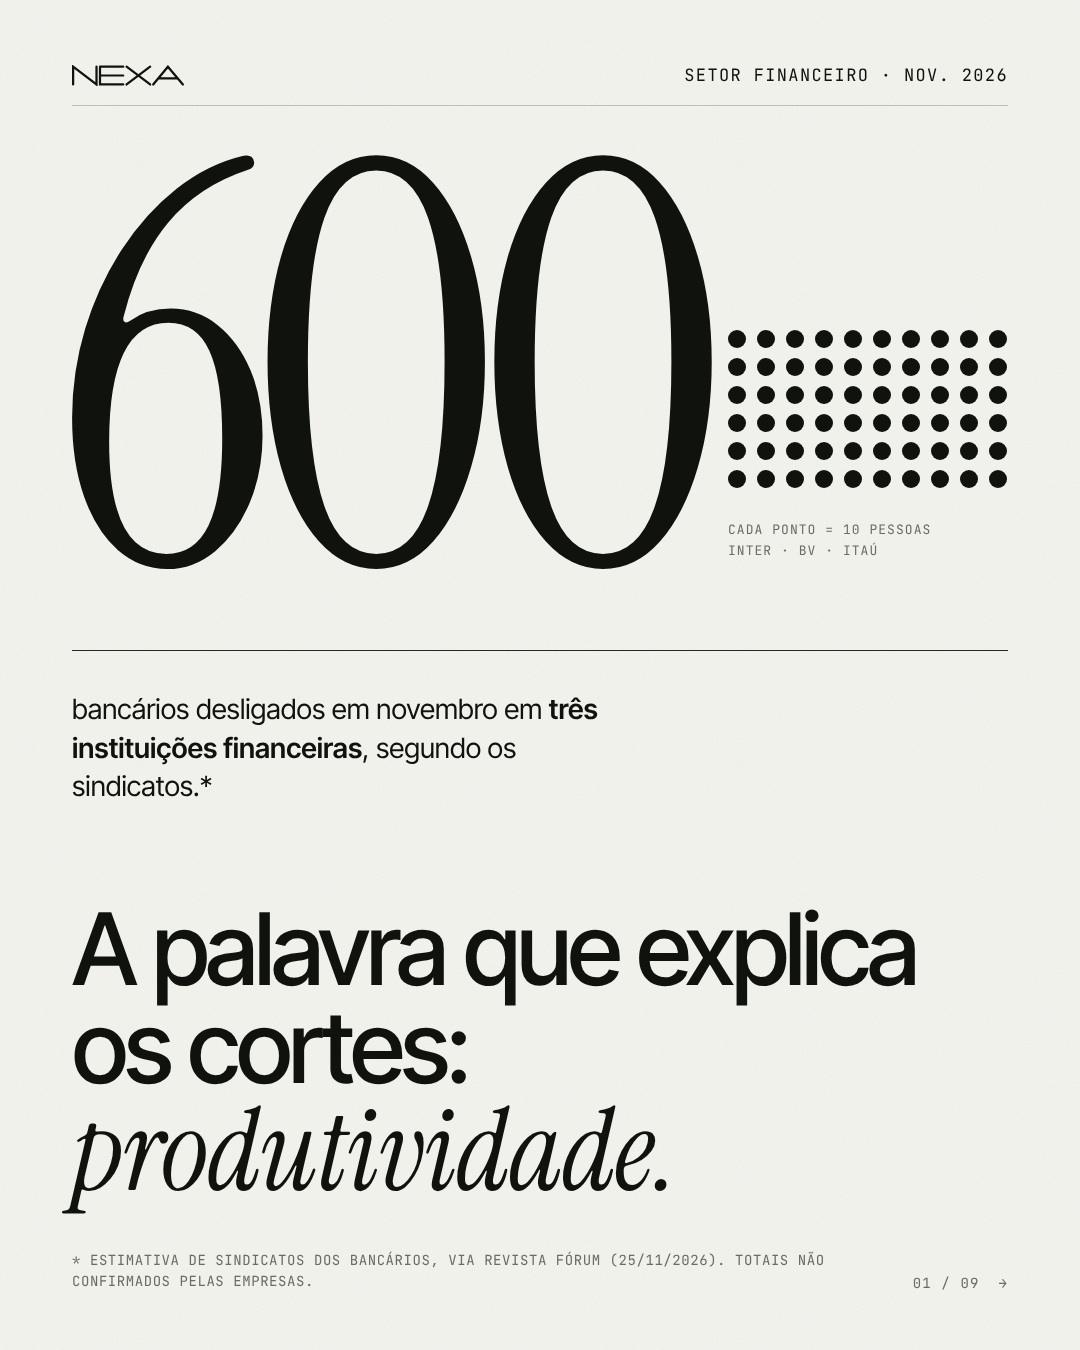 NEXA
SETOR FINANCEIRO · NOV. 2026
600
CADA PONTO = 10 PESSOAS
INTER · BV · ITAÚ
bancários desligados em novembro em três
instituições financeiras, segundo os
sindicatos.*
A palavra que explica
os cortes:
produtividade.
* ESTIMATIVA DE SINDICATOS DOS BANCÁRIOS, VIA REVISTA FÓRUM (25/11/2026). TOTAIS NÃO
CONFIRMADOS PELAS EMPRESAS.
01 / 09 →